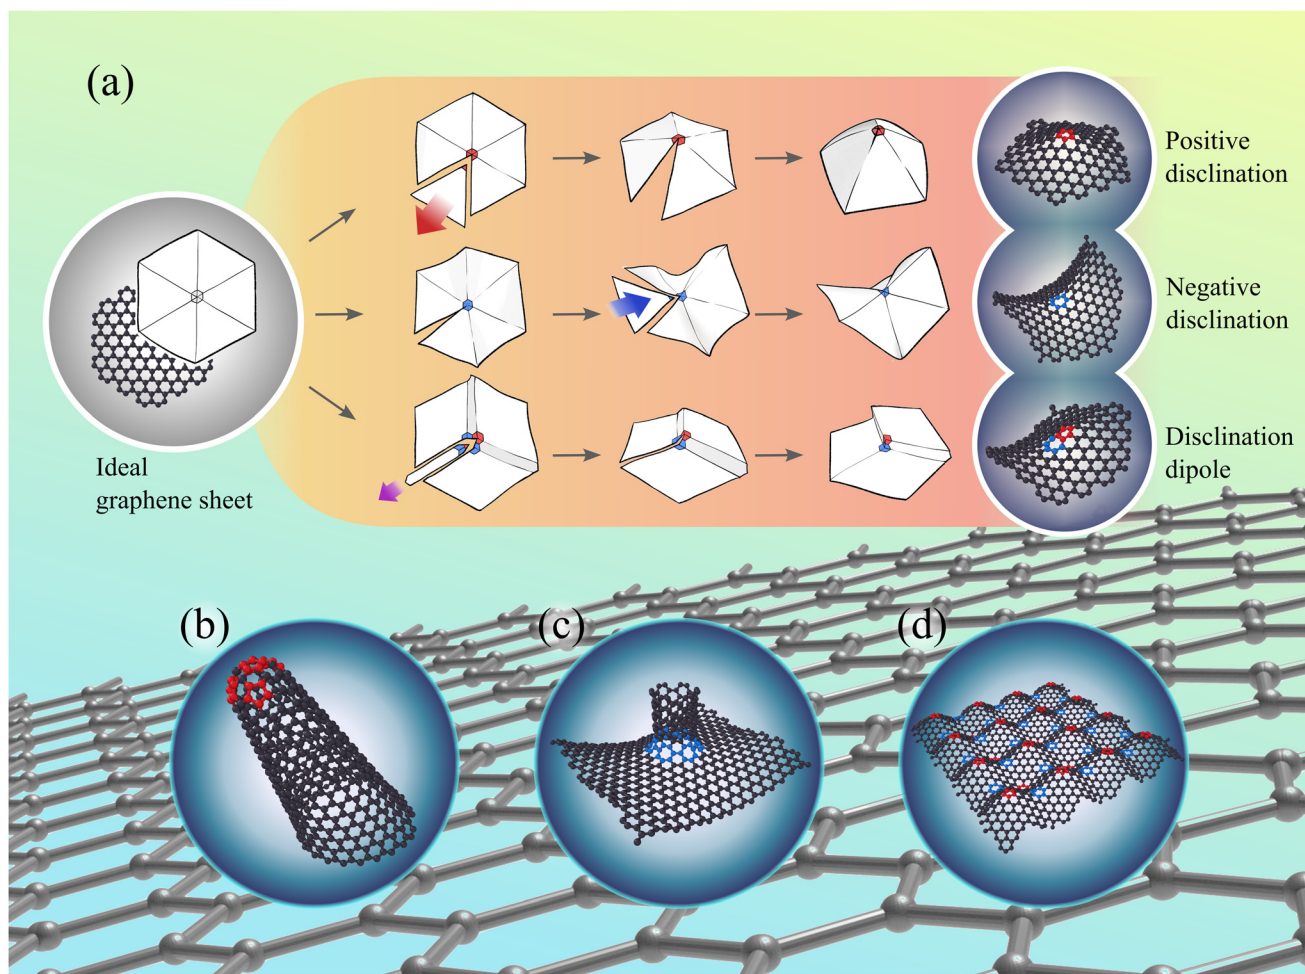 (a)
Positive
disclination
Negative
disclination
Disclination
dipole
Ideal
graphene sheet
(b)
(c)
(d)